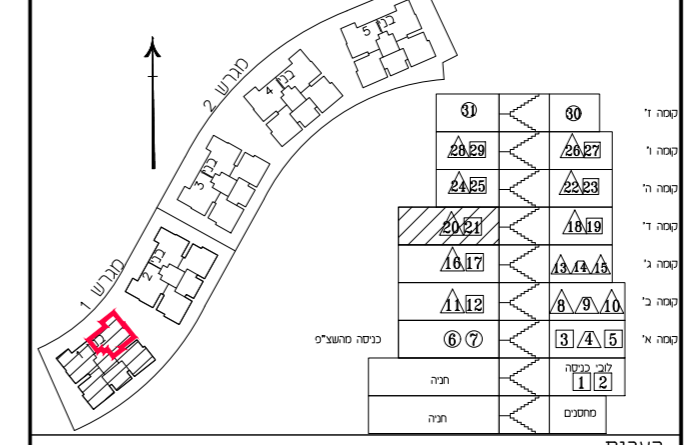 מגרש 2
בנין 5
בנין 4
בנין 3
מגרש 1
בנין 2
1
31 30 קומה ז'
28 29 26 27 קומה ו'
24 25 22 23 קומה ה'
20 21 18 19 קומה ד'
16 17 13 14 15 קומה ג'
11 12 8 9 10 קומה ב'
כניסה מהשצ"פ 6 7 3 4 5 קומה א'
חניה לובי כניסה
1 2
חניה מחסנים